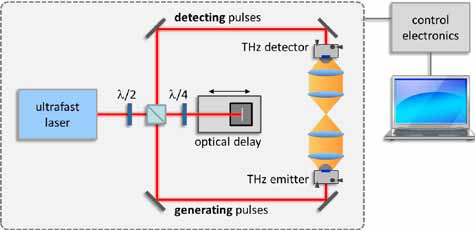 detecting pulses
THz detector
control
electronics
λ/2
λ/4
ultrafast
laser
optical delay
THz emitter
generating pulses